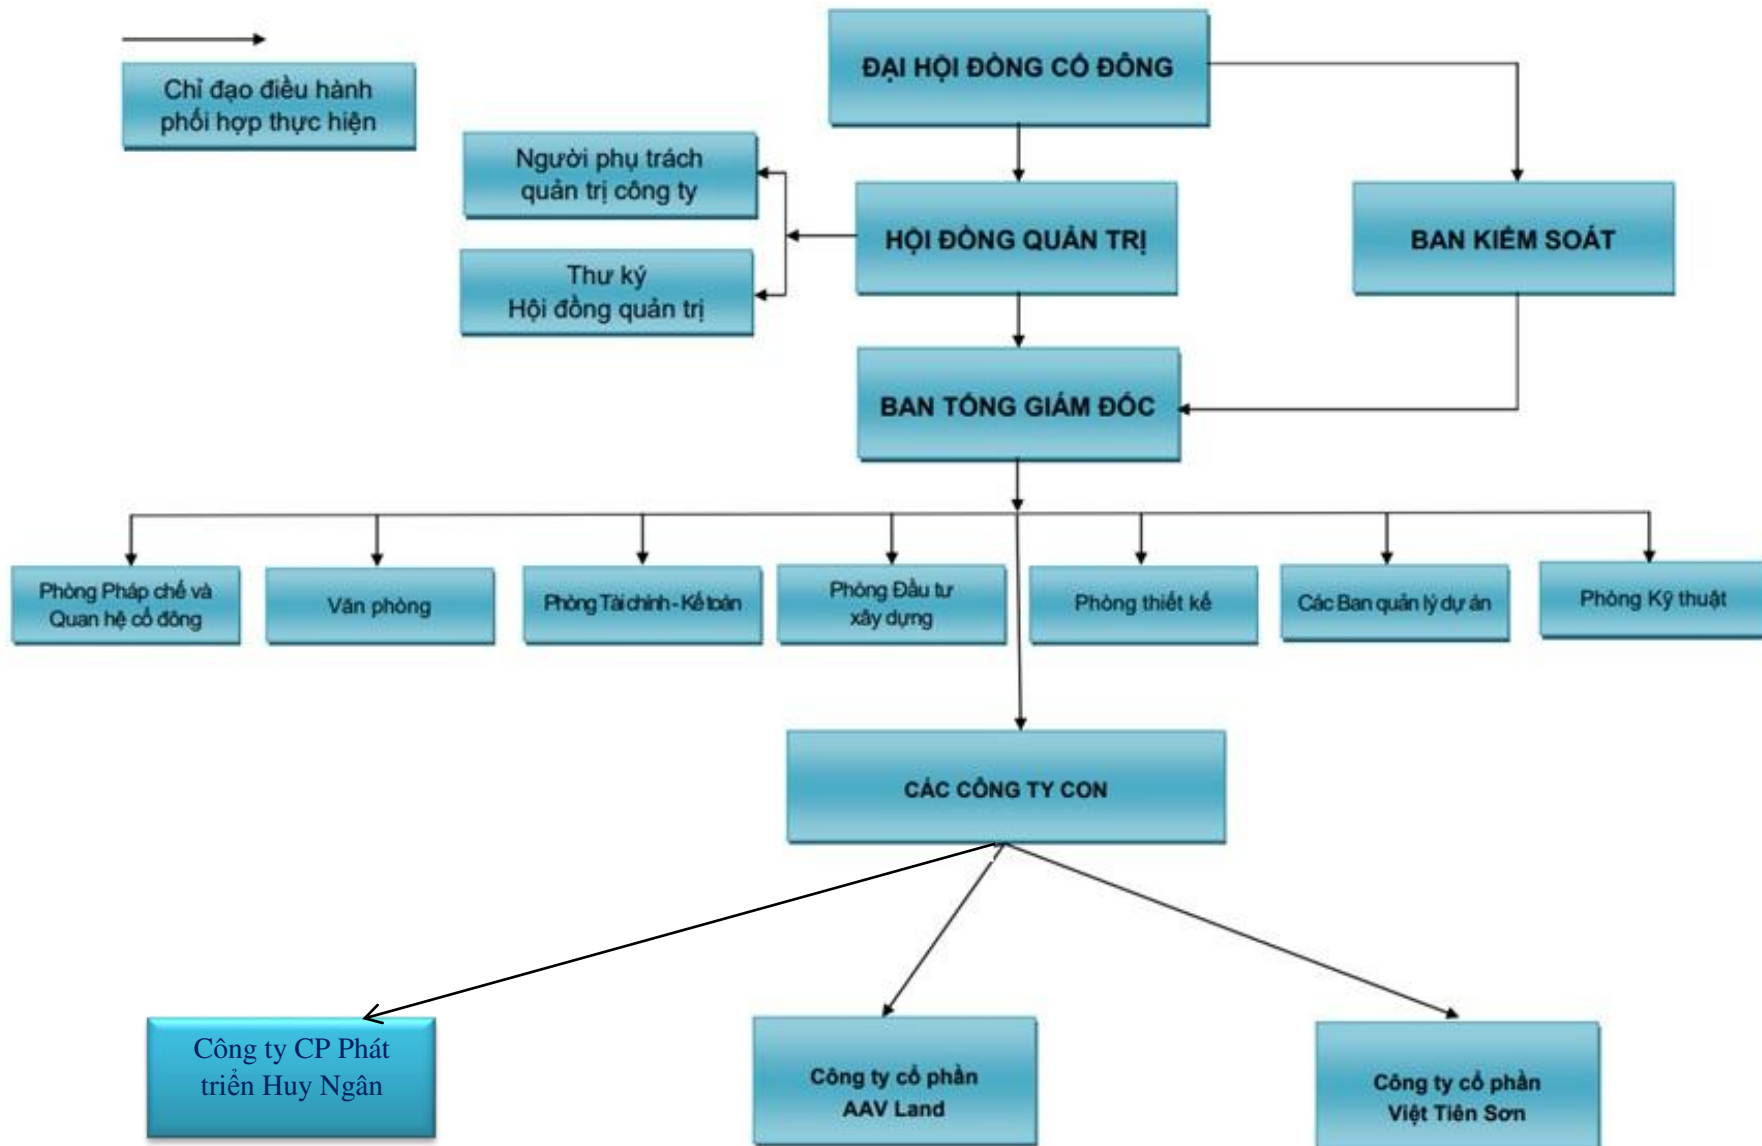 Chỉ đạo điều hành
phối hợp thực hiện
ĐẠI HỘI ĐỒNG CỔ ĐÔNG
Người phụ trách
quản trị công ty
Thư ký
Hội đồng quản trị
HỘI ĐỒNG QUẢN TRỊ
BAN KIỂM SOÁT
BAN TỔNG GIÁM ĐỐC
Phòng Pháp chế và
Quan hệ cổ đông
Văn phòng
Phòng Tài chính - Kế toán
Phòng Đầu tư
xây dựng
Phòng thiết kế
Các Ban quản lý dự án
Phòng Kỹ thuật
CÁC CÔNG TY CON
Công ty CP Phát
triển Huy Ngân
Công ty cổ phần
AAV Land
Công ty cổ phần
Việt Tiên Sơn